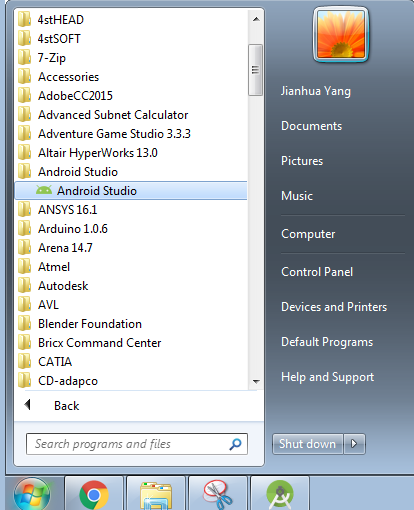 4stHEAD
4stSOFT
7-Zip
Accessories
AdobeCC2015
Advanced Subnet Calculator
Adventure Game Studio 3.3.3
Altair HyperWorks 13.0
Android Studio
Android Studio
ANSYS 16.1
Arduino 1.0.6
Arena 14.7
Atmel
Autodesk
AVL
Blender Foundation
Bricx Command Center
CATIA
CD-adapco
Back
Search programs and files
Jianhua Yang
Documents
Pictures
Music
Computer
Control Panel
Devices and Printers
Default Programs
Help and Support
Shut down